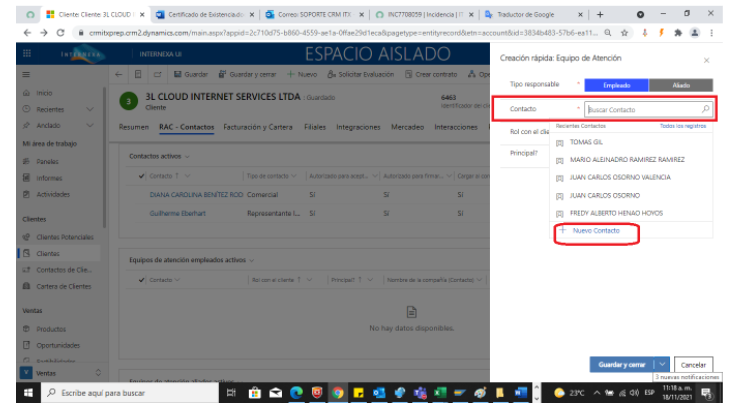 Cliente: Cliente: 3L CLOUD I
Certificado de Existencia
Correo: SOPORTE CRM ITX
INC7708059 | Incidencia | IT
Traductor de Google
crmitxprep.crm2.dynamics.com/main.aspx?appid=2c710d75-b860-4559-ae1a-0ffae29d1eca&pagetype=entityrecord&etn=account&id=3834b483-57b6-ea11...
INTERNEXA
INTERNEXA UI
ESPACIO AISLADO
Guardar
Guardar y cerrar
Nuevo
Solicitar Evaluación
Crear contrato
Inicio
Recientes
Anclado
Mi área de trabajo
Paneles
Informes
Actividades
Clientes
Clientes Potenciales
Clientes
Contactos de Clie...
Cartera de Clientes
Ventas
Productos
Oportunidades
Ventas
3
3L CLOUD INTERNET SERVICES LTDA
- Guardado
Cliente
6463
Resumen
RAC - Contactos
Facturación y Cartera
Filiales
Integraciones
Mercadeo
Interacciones
Contactos activos
Contacto
Tipo de contacto
Autorizado para acept...
Autorizado para firmar...
DIANA CAROLINA BENÍTEZ ROD
Comercial
Sí
Sí
Guilherme Eberhart
Representante l...
Sí
Sí
Equipos de atención empleados activos
Contacto
Rol con el cliente
Principal?
Nombre de la compañía (Contacto)
No hay datos disponibles.
Equipos de atención aliados activos
Creación rápida: Equipo de Atención
Tipo responsable
*
Empleado
Aliado
Contacto
*
Buscar Contacto
Rol con el clie
Principal?
Recientes Contactos
Todos los registros
TOMAS GIL
MARIO ALEJNADRO RAMIREZ RAMIREZ
JUAN CARLOS OSORNO VALENCIA
JUAN CARLOS OSORNO
FREDY ALBERTO HENAO HOYOS
+ Nuevo Contacto
Guardar y cerrar
Cancelar
3 nuevas notificaciones
Escribe aquí para buscar
23°C
ESP
11:18 a. m.
18/11/2021